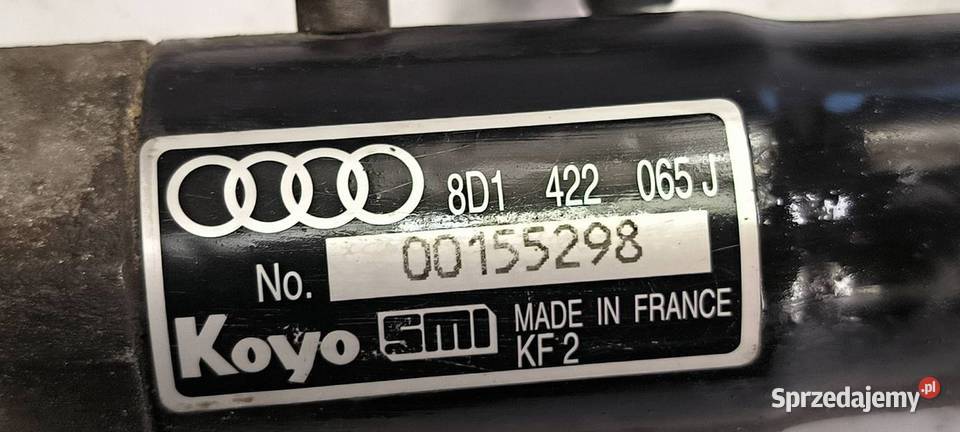 8D1 422 065 J
No. 00155298
Koyo SMI MADE IN FRANCE
KF 2
Sprzedajemy.pl